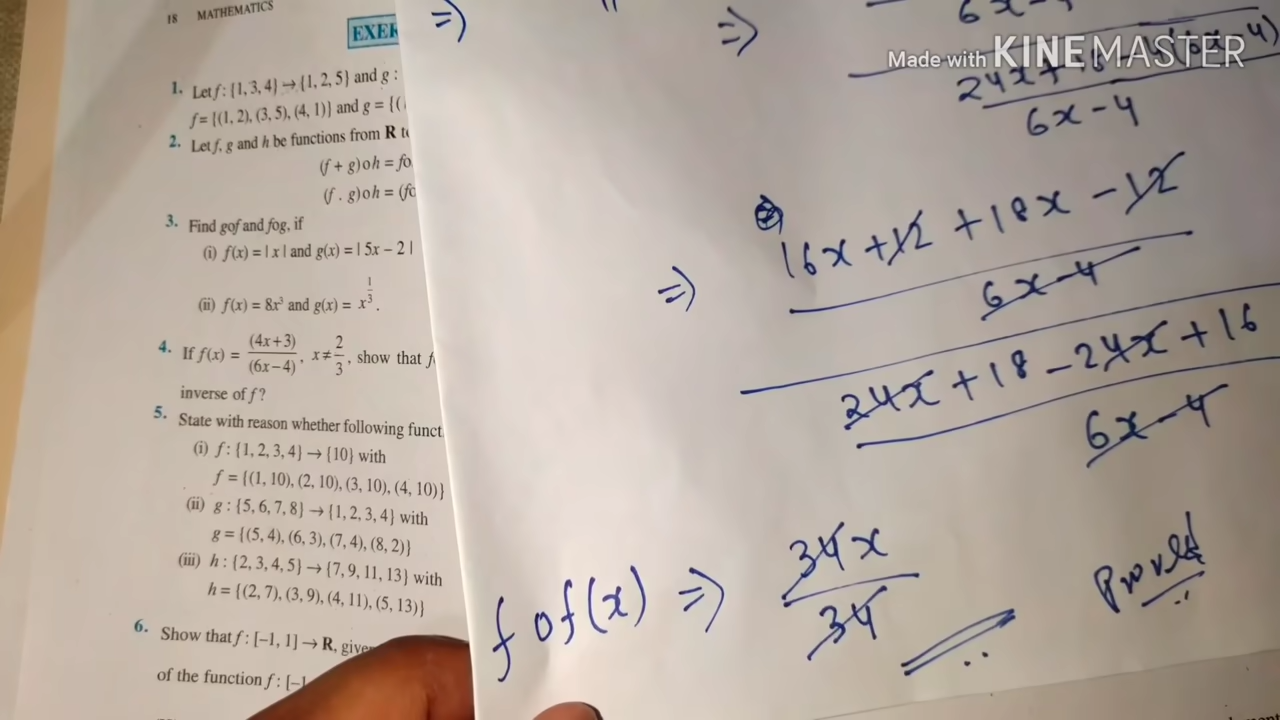 18 MATHEMATICS
EXER
1. Let f : {1, 3, 4} → {1, 2, 5} and g :
f = {(1, 2), (3, 5), (4, 1)} and g = {(
2. Let f, g and h be functions from R to
(f + g) o h = fo
(f . g) o h = (fo
3. Find gof and fog, if
(i) f(x) = | x | and g(x) = | 5x – 2 |
(ii) f(x) = 8x³ and g(x) = x^(1/3).
4. If f(x) = (4x+3)/(6x–4), x ≠ 2/3, show that f
inverse of f?
5. State with reason whether following funct
(i) f : {1, 2, 3, 4} → {10} with
f = {(1, 10), (2, 10), (3, 10), (4, 10)}
(ii) g : {5, 6, 7, 8} → {1, 2, 3, 4} with
g = {(5, 4), (6, 3), (7, 4), (8, 2)}
(iii) h : {2, 3, 4, 5} → {7, 9, 11, 13} with
h = {(2, 7), (3, 9), (4, 11), (5, 13)}
6. Show that f : [–1, 1] → R, give
of the function f : [–1
Made with KINEMASTER
⇒ ⇒
6x – 4
⇒ 16x + 12 + 18x – 12
6x – 4
24x + 18 – 24x + 16
6x – 4
fof(x) ⇒ 34x
34
Proved